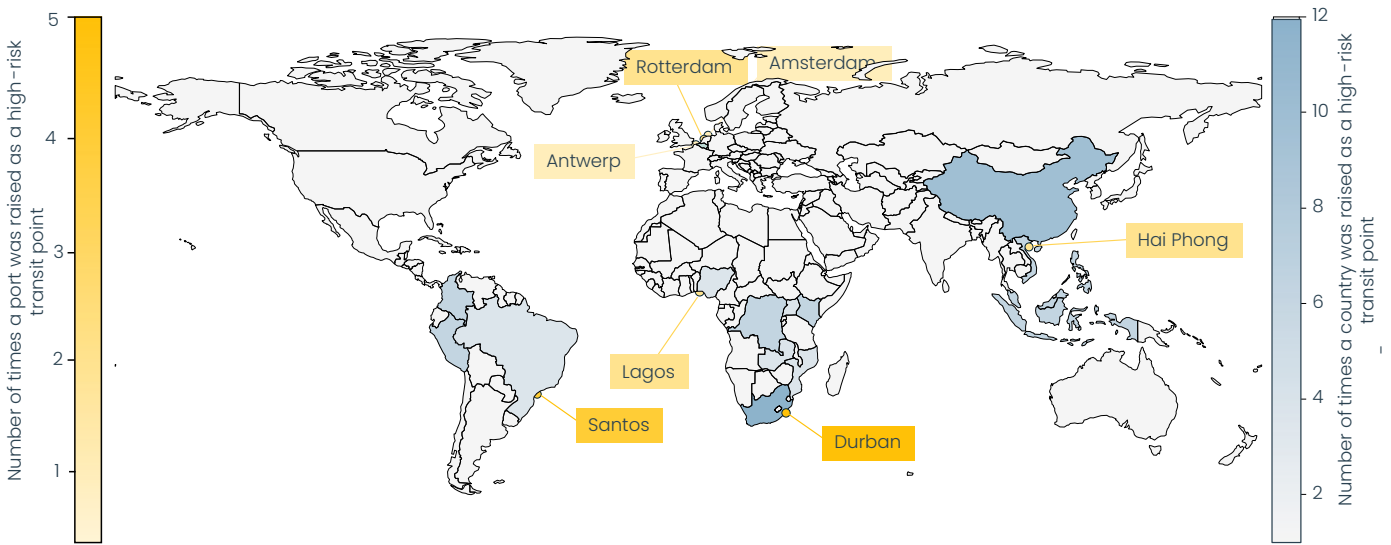 5
4
3
2
1
Number of times a port was raised as a high-risk
transit point
Rotterdam
Amsterdam
Antwerp
Hai Phong
Lagos
Santos
Durban
12
10
8
6
4
2
Number of times a country was raised as a high-risk
transit point
_